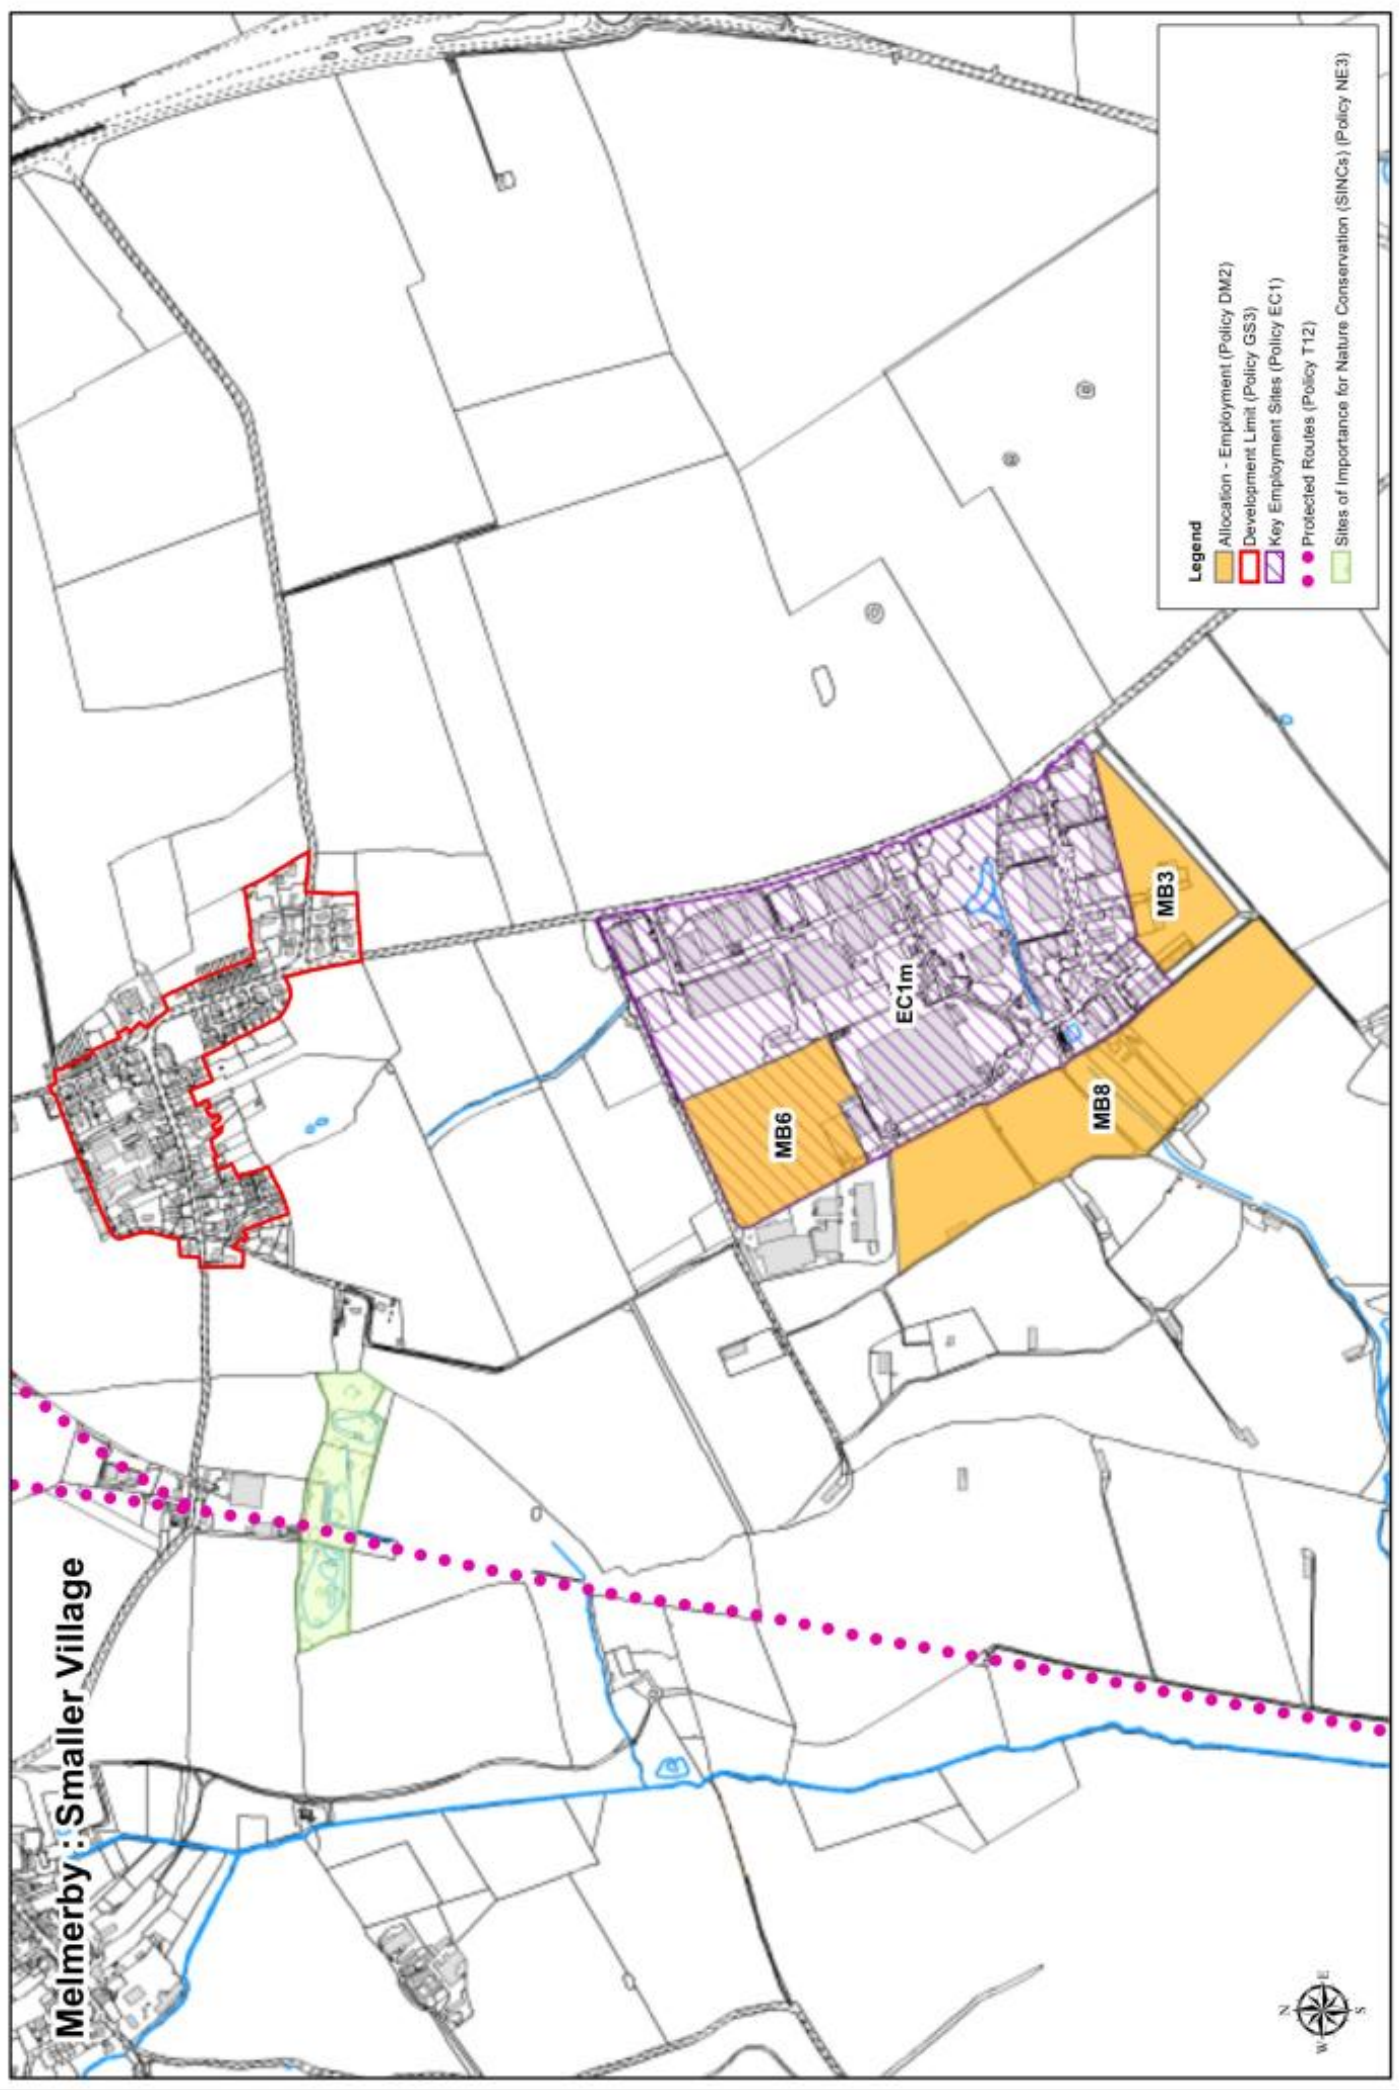 Melmerby :: Smaller Village
MB6
EC1m
MB8
MB3
Legend
Allocation - Employment (Policy DM2)
Development Limit (Policy GS3)
Key Employment Sites (Policy EC1)
Protected Routes (Policy T12)
Sites of Importance for Nature Conservation (SINCs) (Policy NE3)
N
W
E
S